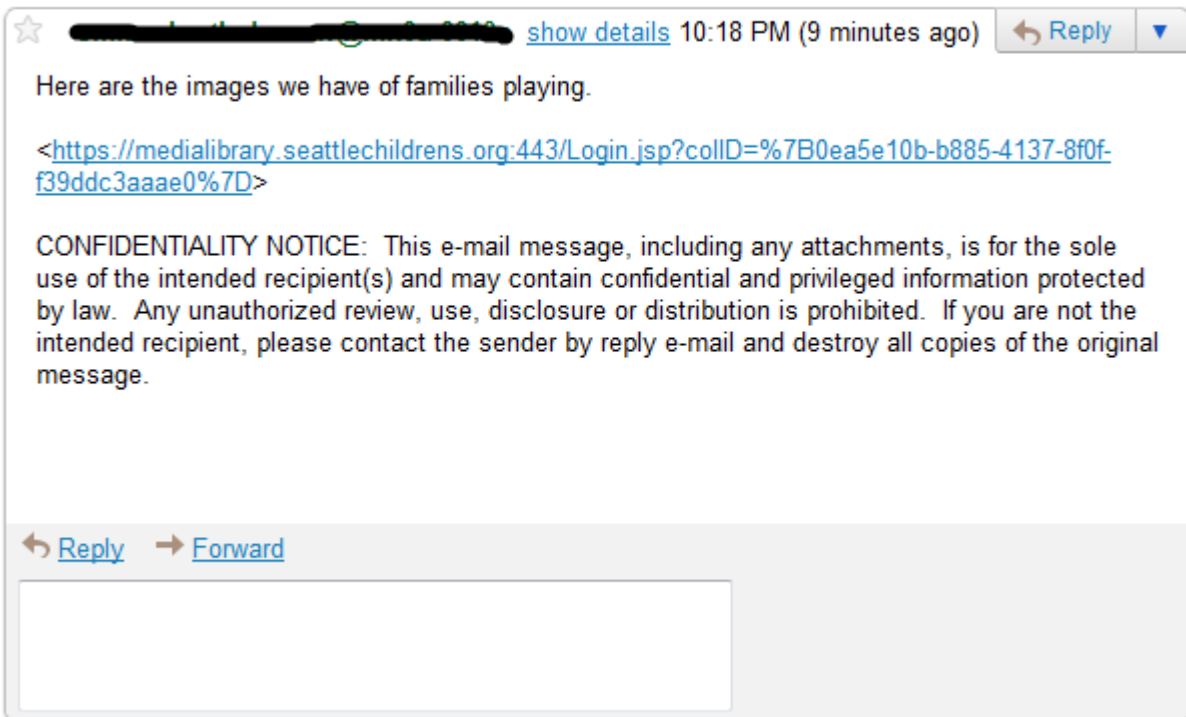 show details 10:18 PM (9 minutes ago) Reply
Here are the images we have of families playing.
<https://medialibrary.seattlechildrens.org:443/Login.jsp?collD=%7B0ea5e10b-b885-4137-8f0f-
f39ddc3aaae0%7D>
CONFIDENTIALITY NOTICE:  This e-mail message, including any attachments, is for the sole
use of the intended recipient(s) and may contain confidential and privileged information protected
by law.  Any unauthorized review, use, disclosure or distribution is prohibited.  If you are not the
intended recipient, please contact the sender by reply e-mail and destroy all copies of the original
message.
Reply Forward